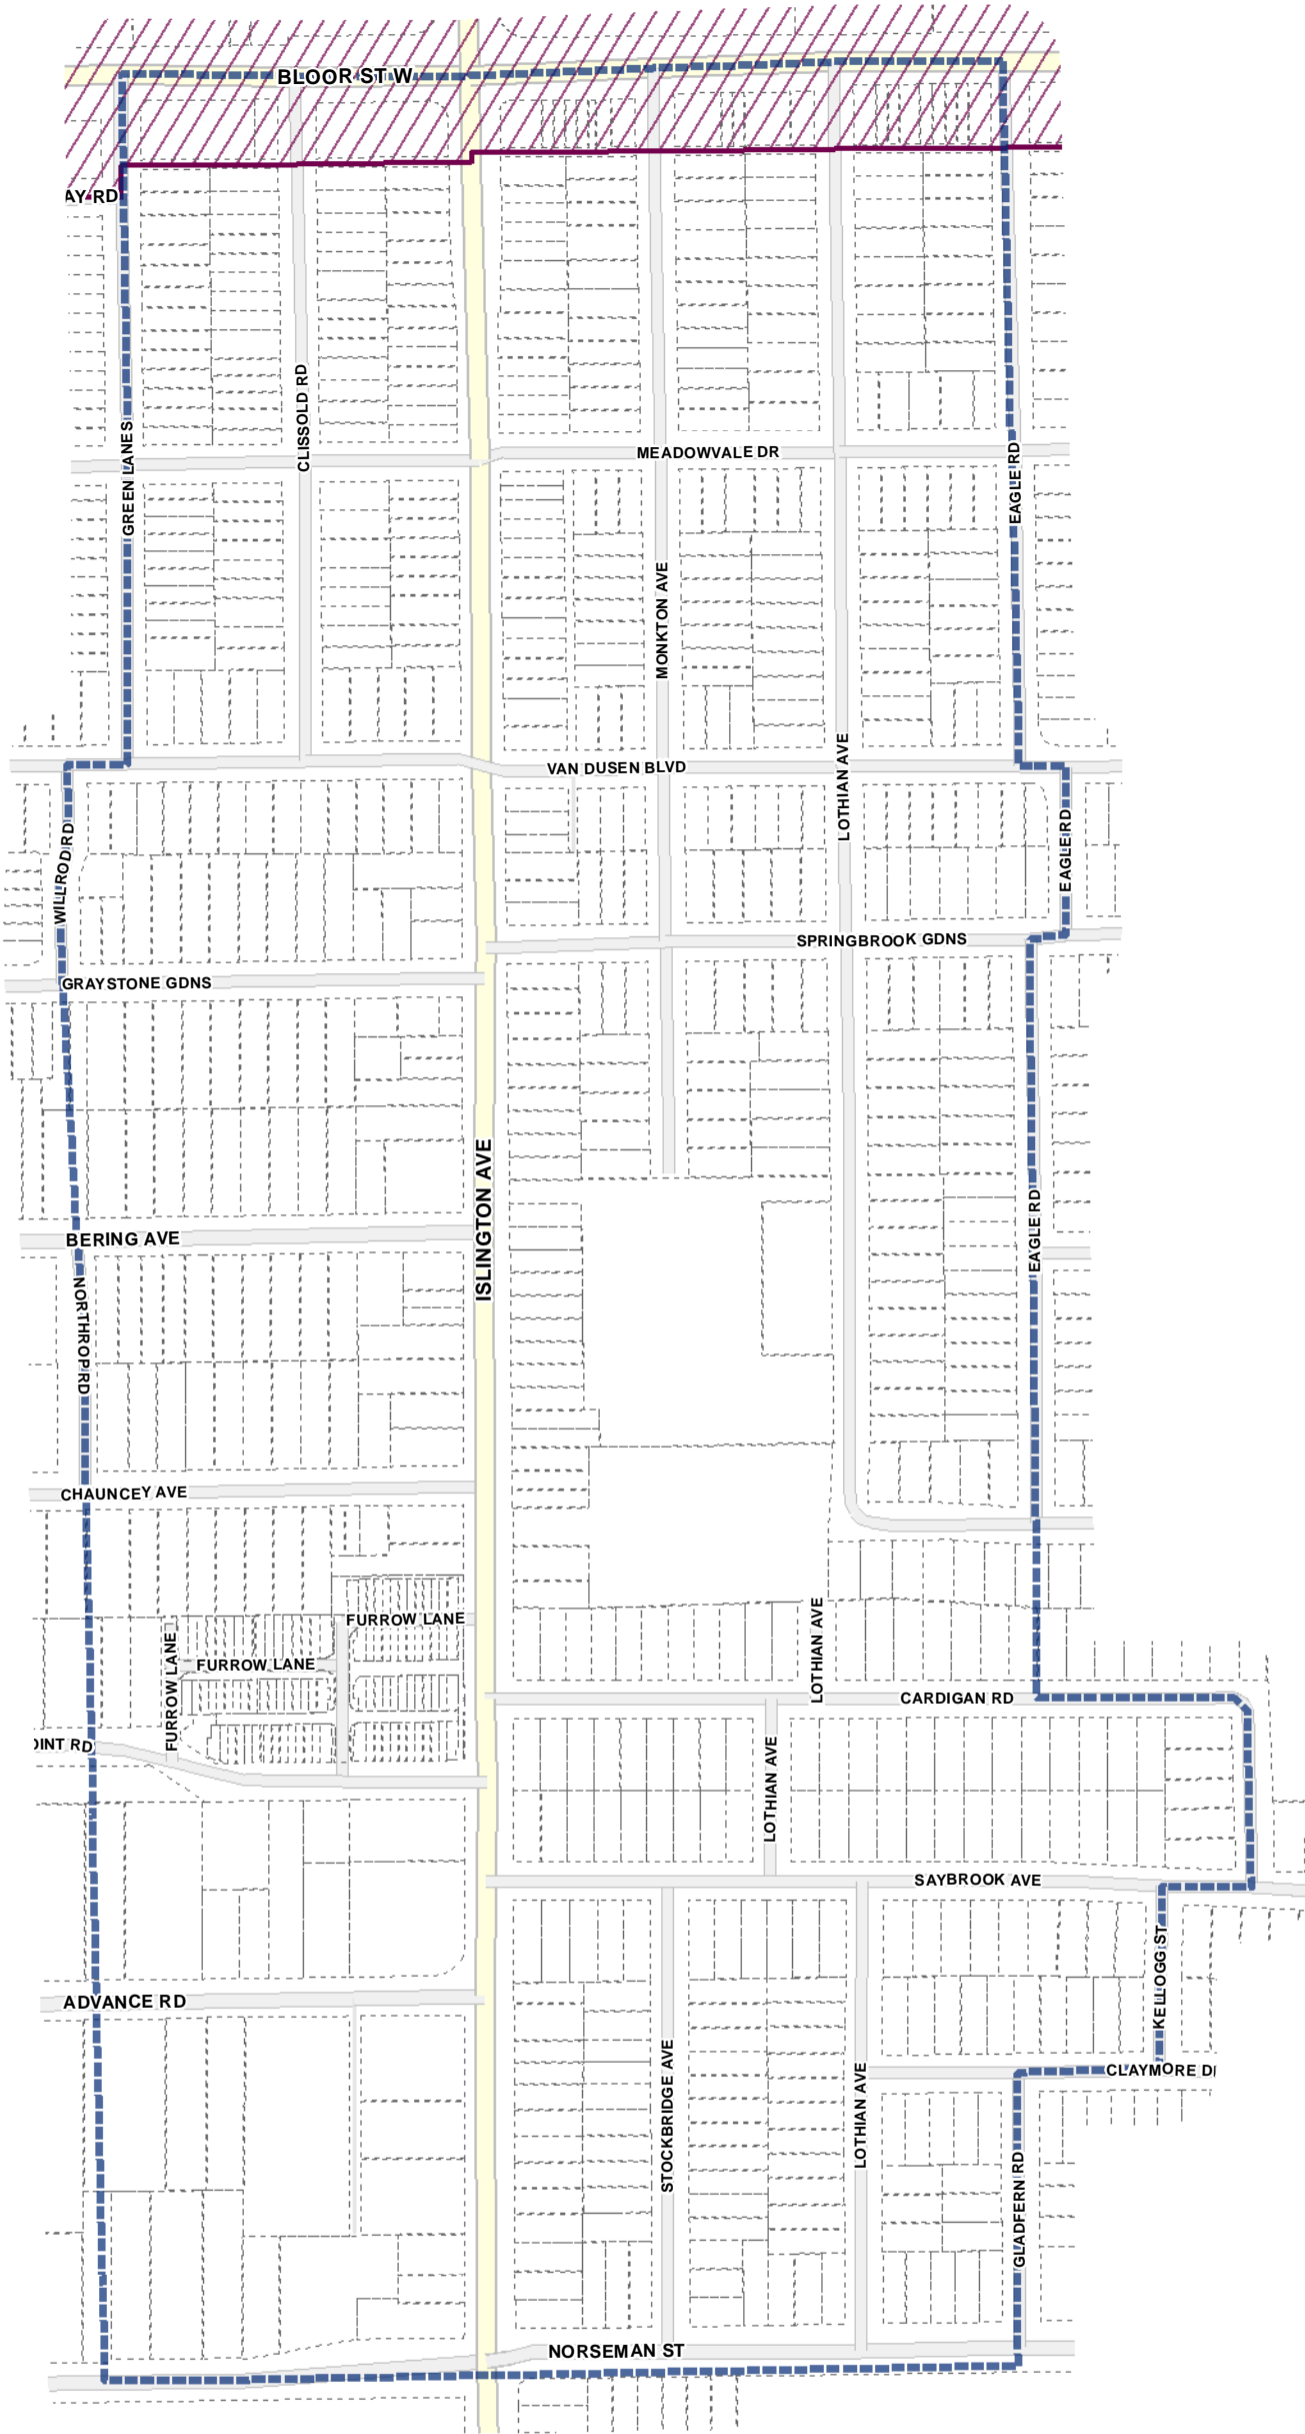 BLOOR ST W
AY RD
CLISSOLD RD
GREEN LANES
MEADOWVALE DR
EAGLE RD
MONKTON AVE
LOTHIAN AVE
VAN DUSEN BLVD
WILLROD RD
EAGLE RD
SPRINGBROOK GDNS
GRAYSTONE GDNS
ISLINGTON AVE
EAGLE RD
BERING AVE
NORTHROP RD
CHAUNCEY AVE
FURROW LANE
LOTHIAN AVE
FURROW LANE
FURROW LANE
CARDIGAN RD
OINT RD
LOTHIAN AVE
SAYBROOK AVE
KELLOGG ST
ADVANCE RD
STOCKBRIDGE AVE
LOTHIAN AVE
CLAYMORE D
GLADFERN RD
NORSEMAN ST